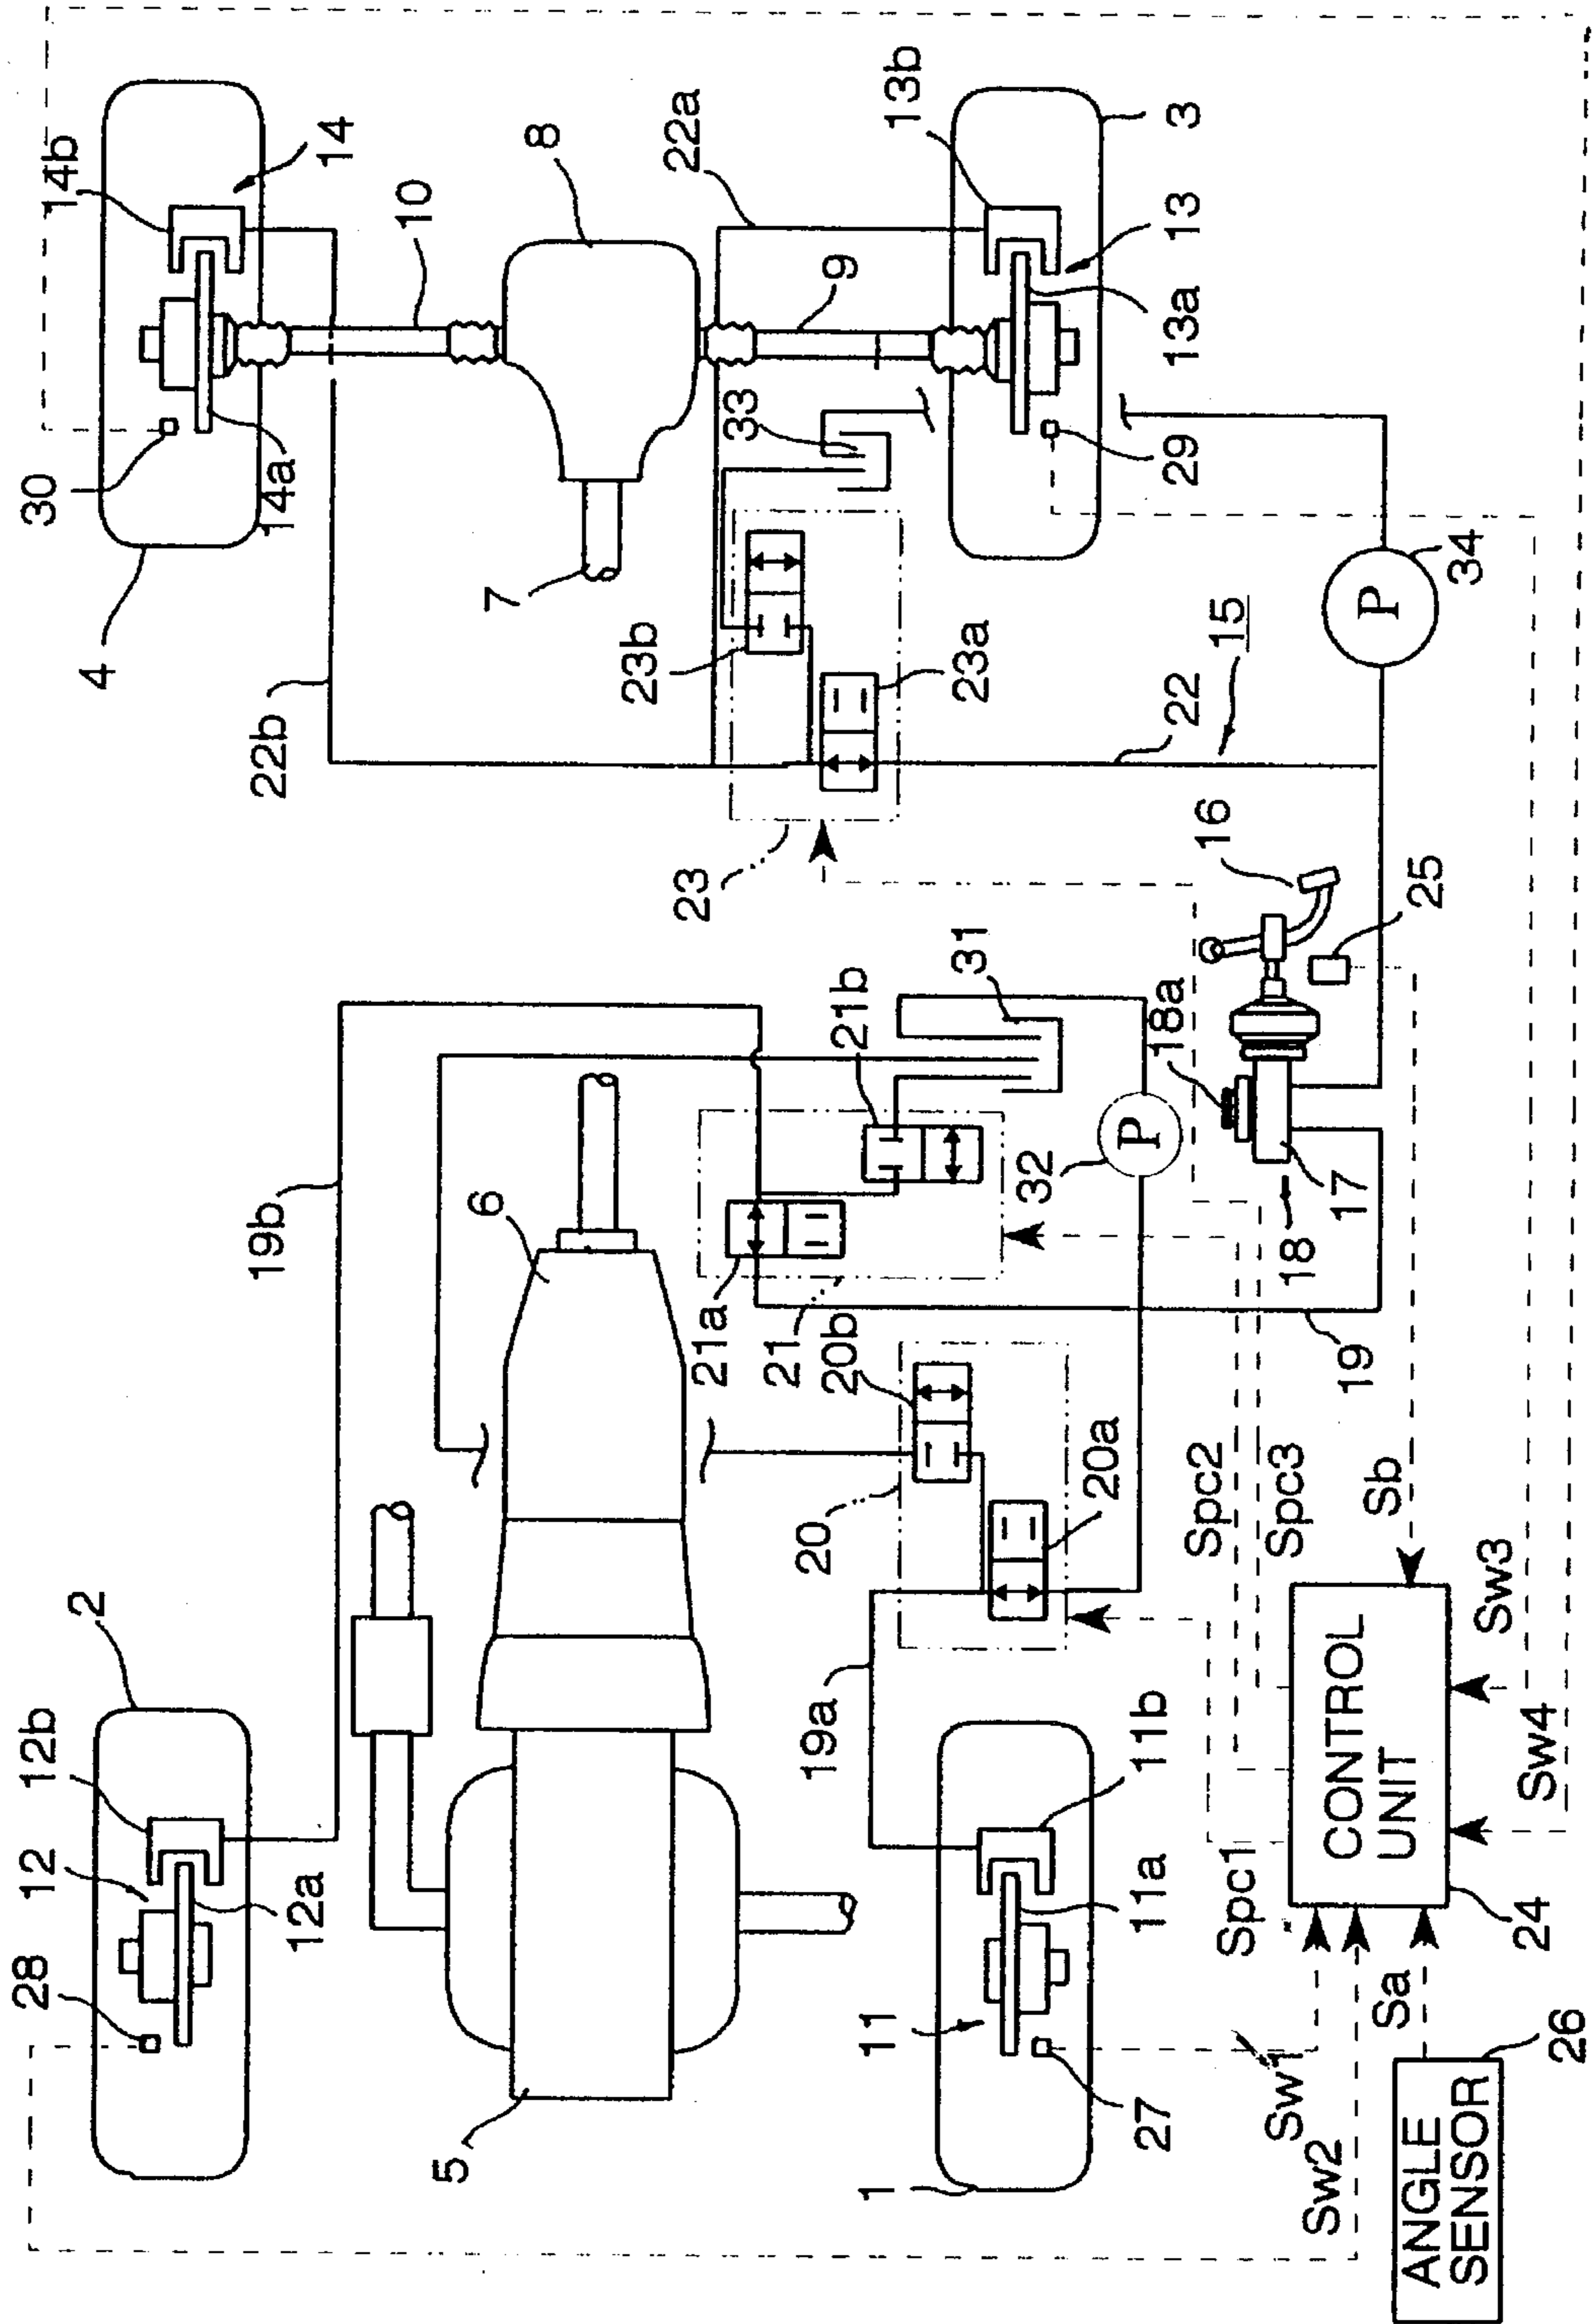 30
4
14a
14b
14
10
8
7
22b
22a
9
33
13b
13
13a
3
29
23b
23a
23
15
22
34
P
16
25
31
21b
18a
18
17
32
P
19b
6
21a
21
20b
20
20a
19
Spc2
Spc3
Sb
Sw3
Sw4
2
12b
12
12a
28
5
19a
11b
11a
11
27
1
Spc1
CONTROL
UNIT
24
Sw1
Sw2
Sa
ANGLE
SENSOR
26